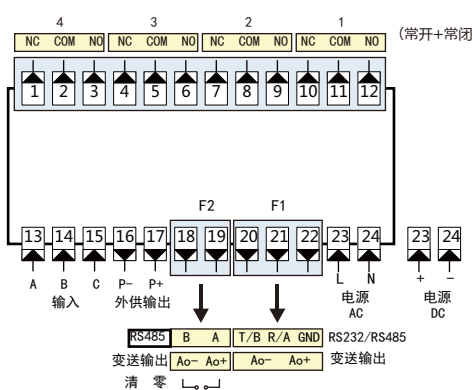 4 3 2 1
NC COM NO NC COM NO NC COM NO NC COM NO (常开+常闭
1 2 3 4 5 6 7 8 9 10 11 12
F2 F1
13 14 15 16 17 18 19 20 21 22 23 24 23 24
A B C P- P+ L N + -
输入 外供输出 电源 电源
AC DC
RS485 B A T/B R/A GND RS232/RS485
变送输出 Ao- Ao+ Ao- Ao+ 变送输出
清 零